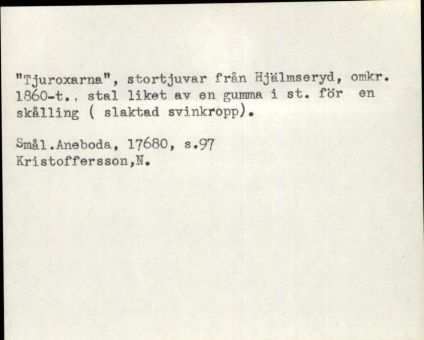 "Tjuroxarna", stortjuvar från Hjälmseryd, omkr.
1860-t.. stal liket av en gumma i st. för en
skålling ( slaktad svinkropp).
Smål.Aneboda, 17680, s.97
Kristoffersson,N.